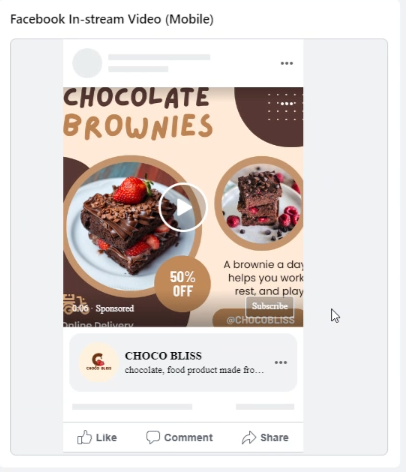 Facebook In-stream Video (Mobile)
CHOCOLATE
BROWNIES
50%
OFF
A brownie a day
helps you work
rest, and play
0:06 Sponsored
Subscribe
Online Delivery
@CHOCOBLISS
CHOCO BLISS
CHOCO BLISS
chocolate, food product made fro...
Like
Comment
Share